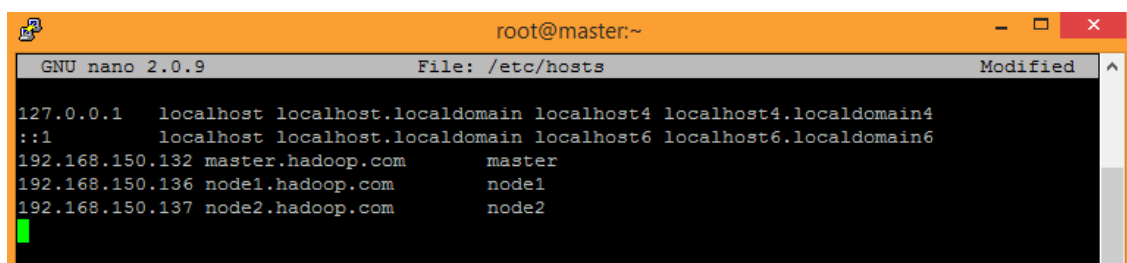 root@master:~
GNU nano 2.0.9 File: /etc/hosts Modified
127.0.0.1 localhost localhost.localdomain localhost4 localhost4.localdomain4
::1 localhost localhost.localdomain localhost6 localhost6.localdomain6
192.168.150.132 master.hadoop.com master
192.168.150.136 node1.hadoop.com node1
192.168.150.137 node2.hadoop.com node2